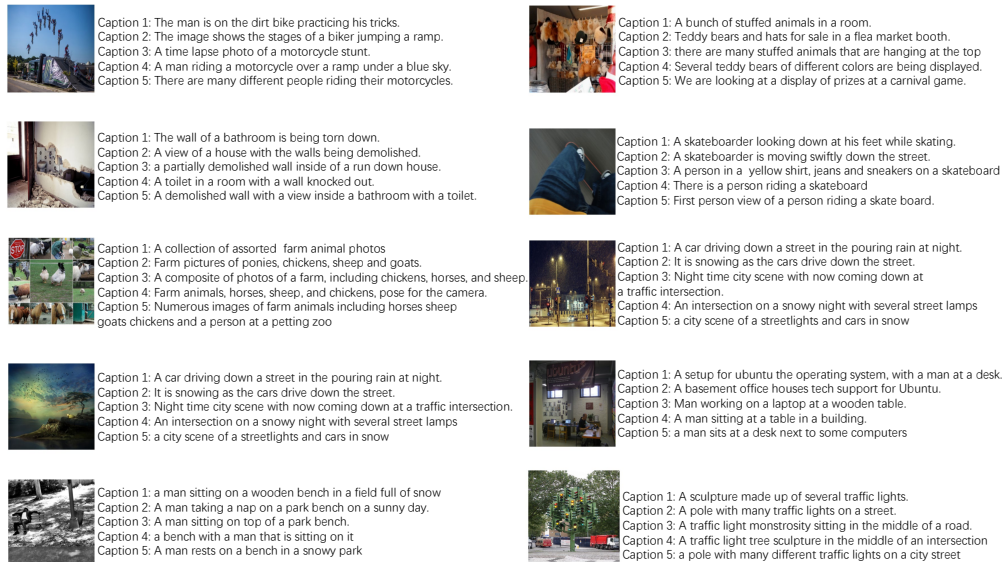 Caption 1: The man is on the dirt bike practicing his tricks.
Caption 2: The image shows the stages of a biker jumping a ramp.
Caption 3: A time lapse photo of a motorcycle stunt.
Caption 4: A man riding a motorcycle over a ramp under a blue sky.
Caption 5: There are many different people riding their motorcycles.
Caption 1: A bunch of stuffed animals in a room.
Caption 2: Teddy bears and hats for sale in a flea market booth.
Caption 3: there are many stuffed animals that are hanging at the top
Caption 4: Several teddy bears of different colors are being displayed.
Caption 5: We are looking at a display of prizes at a carnival game.
Caption 1: The wall of a bathroom is being torn down.
Caption 2: A view of a house with the walls being demolished.
Caption 3: a partially demolished wall inside of a run down house.
Caption 4: A toilet in a room with a wall knocked out.
Caption 5: A demolished wall with a view inside a bathroom with a toilet.
Caption 1: A skateboarder looking down at his feet while skating.
Caption 2: A skateboarder is moving swiftly down the street.
Caption 3: A person in a yellow shirt, jeans and sneakers on a skateboard
Caption 4: There is a person riding a skateboard
Caption 5: First person view of a person riding a skate board.
STOP
Caption 1: A collection of assorted farm animal photos
Caption 2: Farm pictures of ponies, chickens, sheep and goats.
Caption 3: A composite of photos of a farm, including chickens, horses, and sheep.
Caption 4: Farm animals, horses, sheep, and chickens, pose for the camera.
Caption 5: Numerous images of farm animals including horses sheep
goats chickens and a person at a petting zoo
Caption 1: A car driving down a street in the pouring rain at night.
Caption 2: It is snowing as the cars drive down the street.
Caption 3: Night time city scene with now coming down at
a traffic intersection.
Caption 4: An intersection on a snowy night with several street lamps
Caption 5: a city scene of a streetlights and cars in snow
Caption 1: A car driving down a street in the pouring rain at night.
Caption 2: It is snowing as the cars drive down the street.
Caption 3: Night time city scene with now coming down at a traffic intersection.
Caption 4: An intersection on a snowy night with several street lamps
Caption 5: a city scene of a streetlights and cars in snow
ubuntu
Caption 1: A setup for ubuntu the operating system, with a man at a desk.
Caption 2: A basement office houses tech support for Ubuntu.
Caption 3: Man working on a laptop at a wooden table.
Caption 4: A man sitting at a table in a building.
Caption 5: a man sits at a desk next to some computers
Caption 1: a man sitting on a wooden bench in a field full of snow
Caption 2: A man taking a nap on a park bench on a sunny day.
Caption 3: A man sitting on top of a park bench.
Caption 4: a bench with a man that is sitting on it
Caption 5: A man rests on a bench in a snowy park
Caption 1: A sculpture made up of several traffic lights.
Caption 2: A pole with many traffic lights on a street.
Caption 3: A traffic light monstrosity sitting in the middle of a road.
Caption 4: A traffic light tree sculpture in the middle of an intersection
Caption 5: a pole with many different traffic lights on a city street